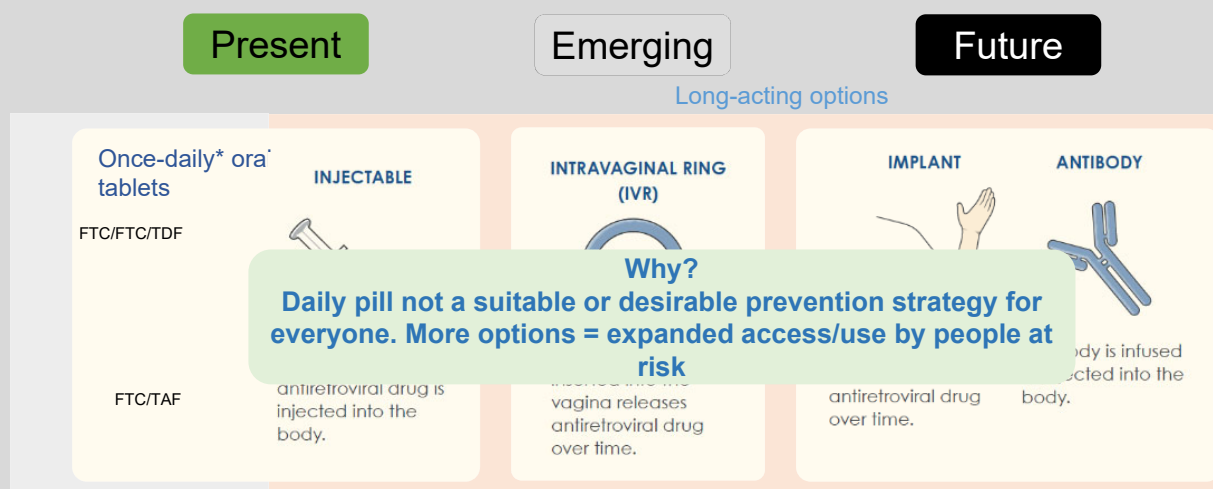 Present
Emerging
Future
Long-acting options
Once-daily* ora
tablets
FTC/FTC/TDF
FTC/TAF
INJECTABLE
antiretroviral drug is
injected into the
body.
INTRAVAGINAL RING
(IVR)
vagina releases
antiretroviral drug
over time.
IMPLANT
antiretroviral drug
over time.
ANTIBODY
dy is infused
ected into the
body.
Why?
Daily pill not a suitable or desirable prevention strategy for
everyone. More options = expanded access/use by people at
risk